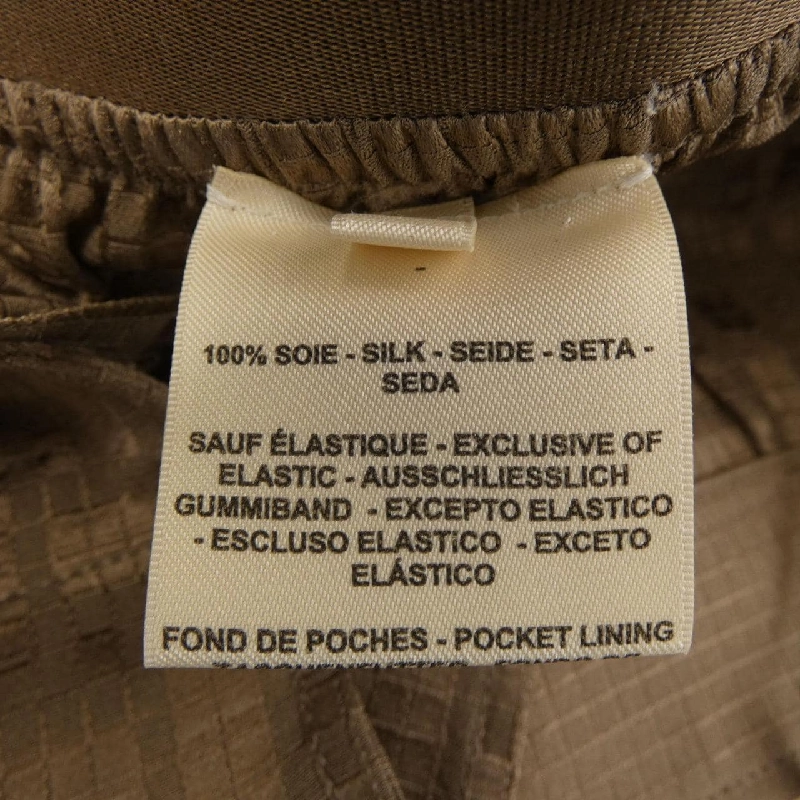 100% SOIE - SILK - SEIDE - SETA -
SEDA
SAUF ÉLASTIQUE - EXCLUSIVE OF
ELASTIC - AUSSCHLIESSLICH
GUMMIBAND - EXCEPTO ELASTICO
- ESCLUSO ELASTICO - EXCETO
ELÁSTICO
FOND DE POCHES - POCKET LINING